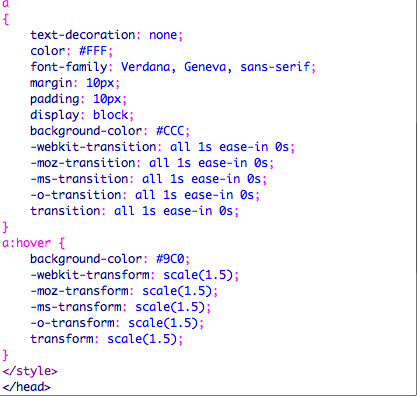 a
{
text-decoration: none;
color: #FFF;
font-family: Verdana, Geneva, sans-serif;
margin: 10px;
padding: 10px;
display: block;
background-color: #CCC;
-webkit-transition: all 1s ease-in 0s;
-moz-transition: all 1s ease-in 0s;
-ms-transition: all 1s ease-in 0s;
-o-transition: all 1s ease-in 0s;
transition: all 1s ease-in 0s;
}
a:hover {
background-color: #9C0;
-webkit-transform: scale(1.5);
-moz-transform: scale(1.5);
-ms-transform: scale(1.5);
-o-transform: scale(1.5);
transform: scale(1.5);
}
</style>
</head>